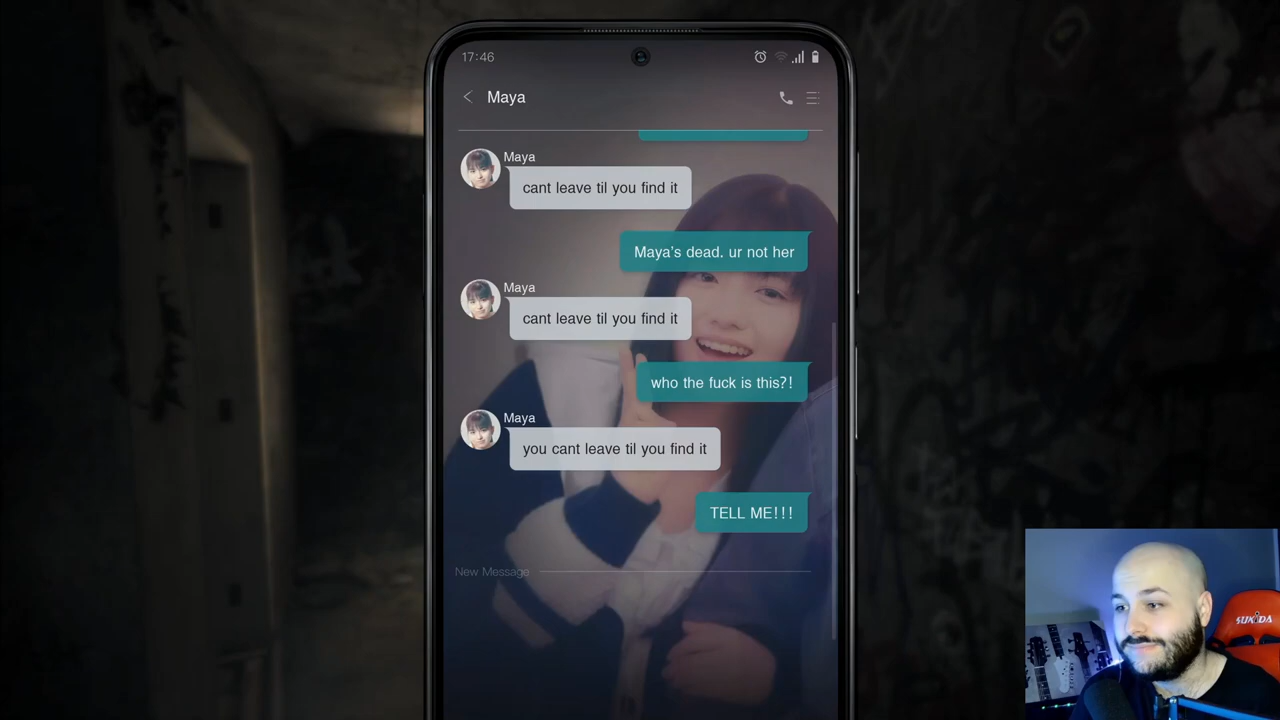 17:46
Maya
Maya
cant leave til you find it
Maya's dead. ur not her
Maya
cant leave til you find it
who the fuck is this?!
Maya
you cant leave til you find it
TELL ME!!!
New Message
SUKIDA